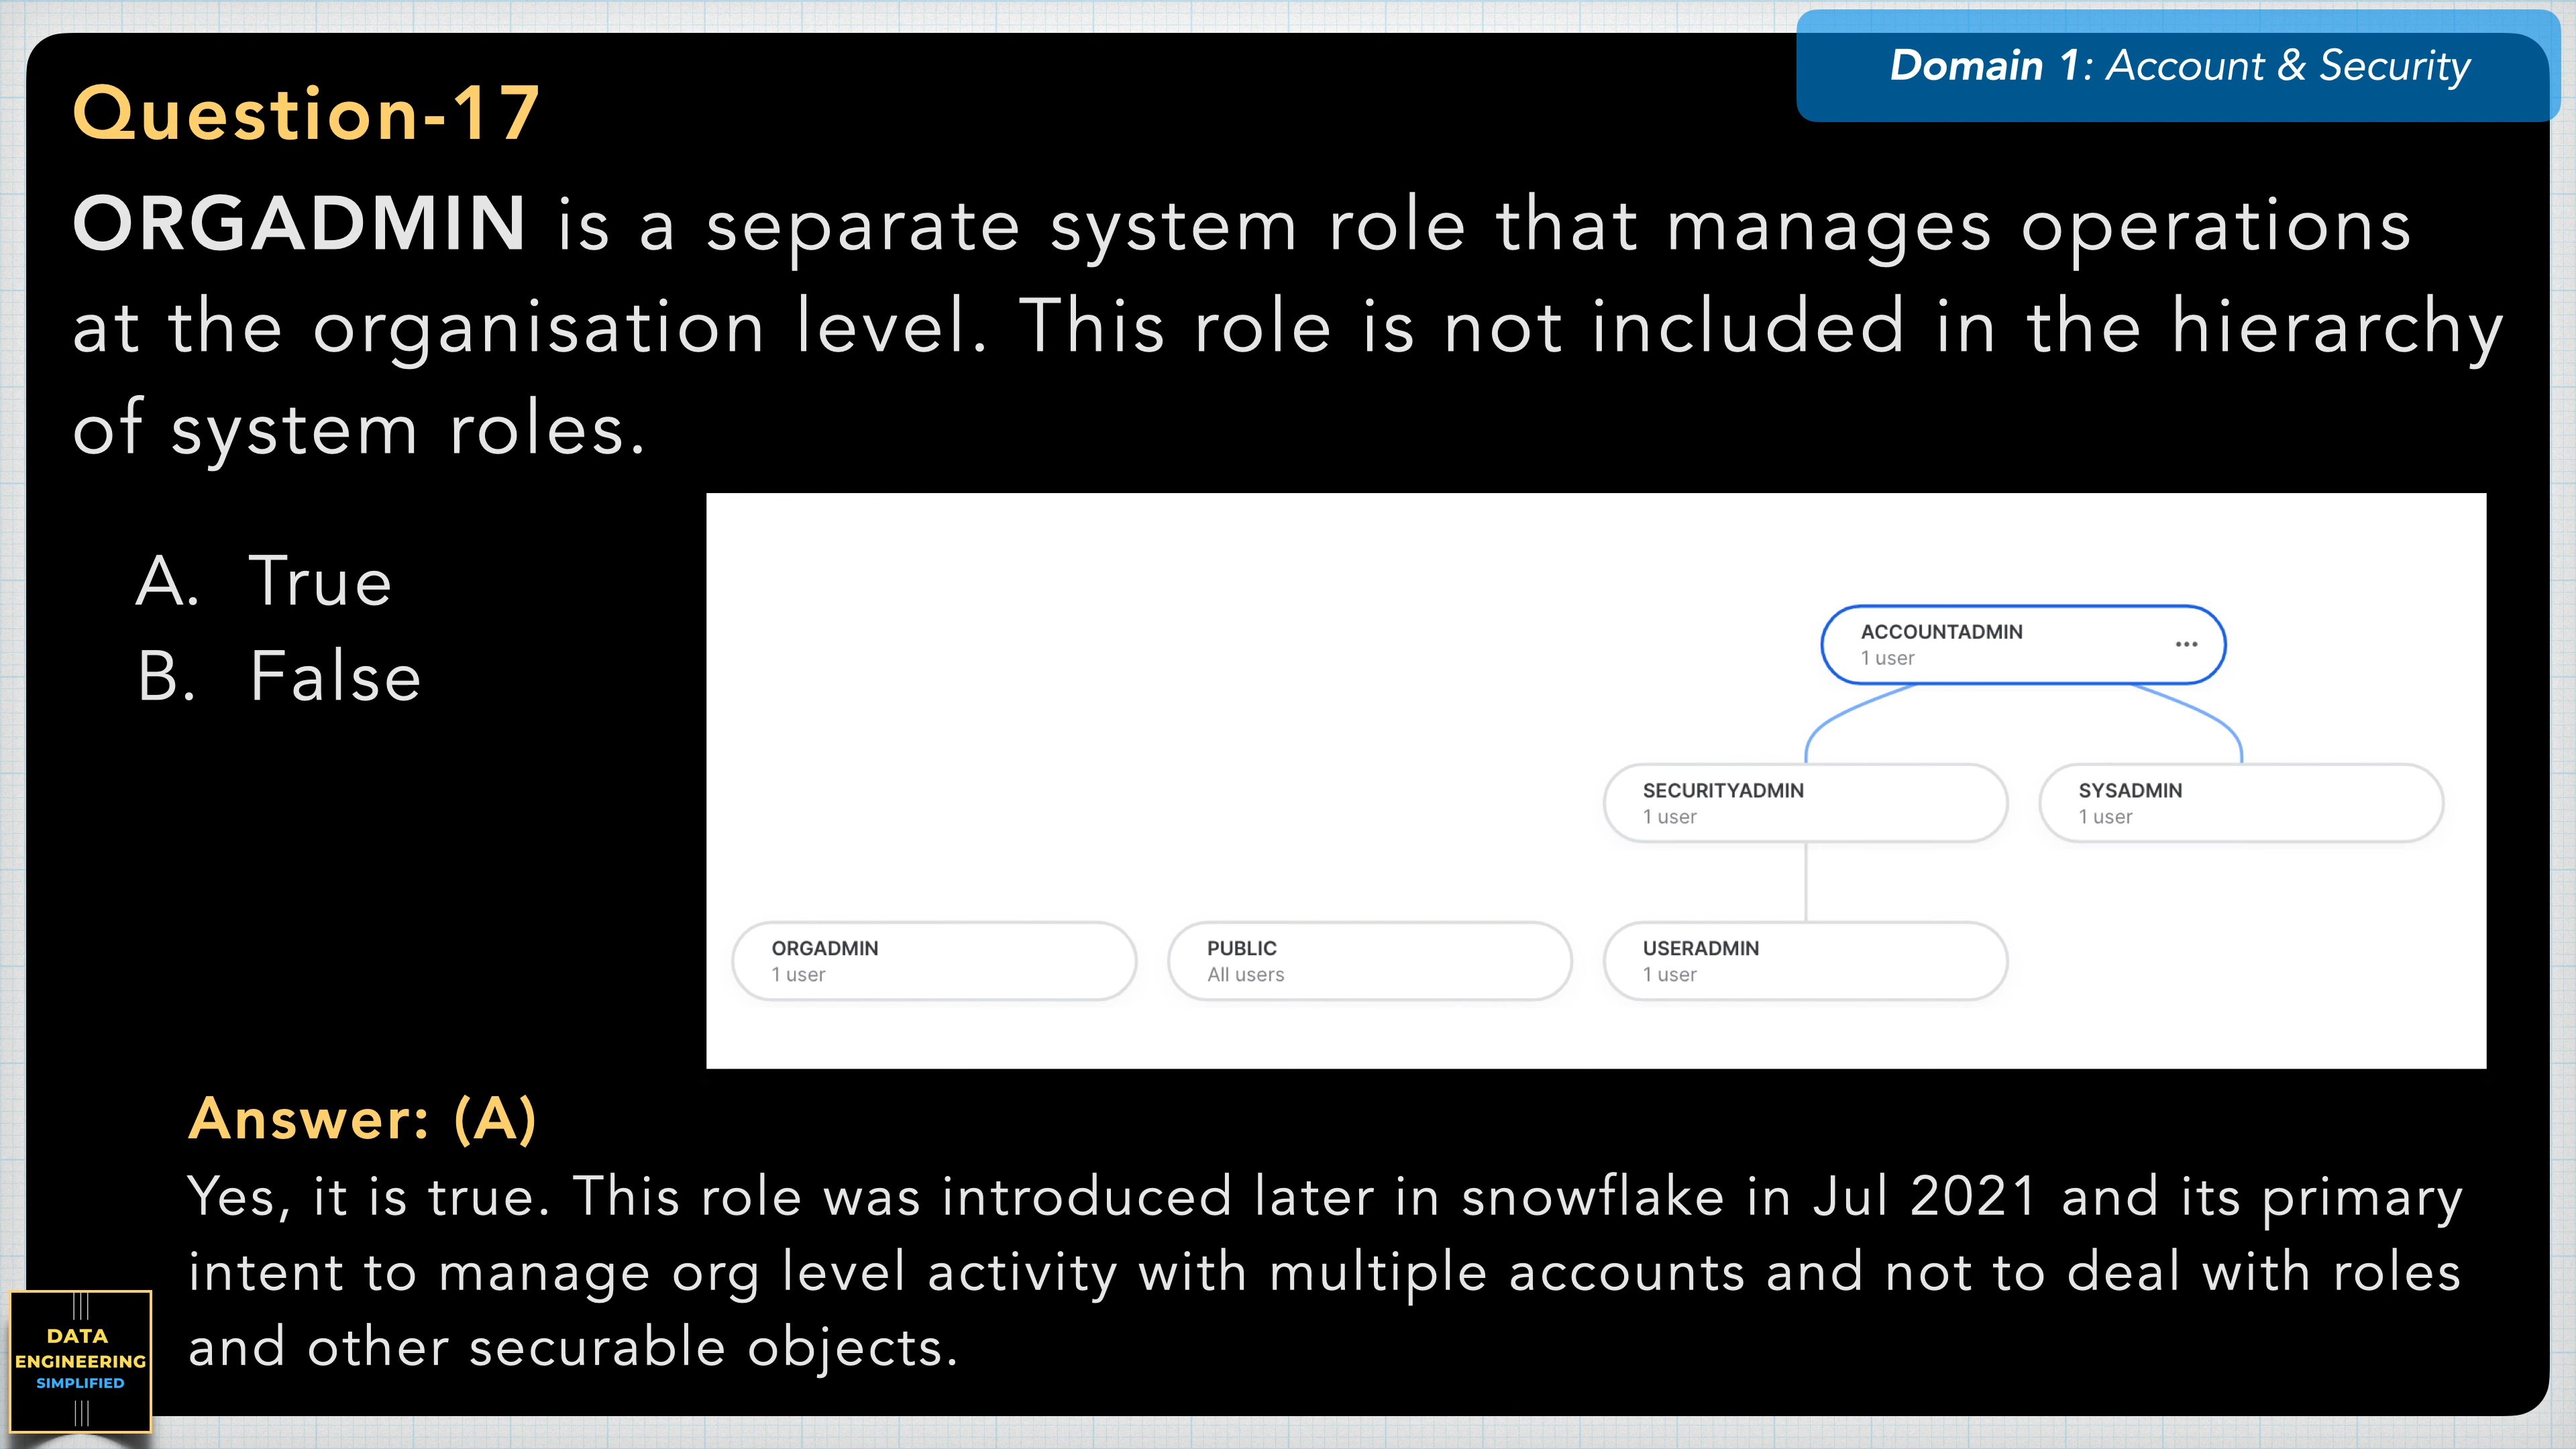 Domain 1: Account & Security
Question-17
ORGADMIN is a separate system role that manages operations
at the organisation level. This role is not included in the hierarchy
of system roles.
A. True
B. False
ACCOUNTADMIN
1 user
SECURITYADMIN
1 user
SYSADMIN
1 user
ORGADMIN
1 user
PUBLIC
All users
USERADMIN
1 user
Answer: (A)
Yes, it is true. This role was introduced later in snowflake in Jul 2021 and its primary
intent to manage org level activity with multiple accounts and not to deal with roles
and other securable objects.
DATA
ENGINEERING
SIMPLIFIED